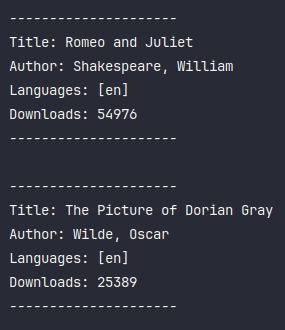 ---------------------
Title: Romeo and Juliet
Author: Shakespeare, William
Languages: [en]
Downloads: 54976
---------------------

---------------------
Title: The Picture of Dorian Gray
Author: Wilde, Oscar
Languages: [en]
Downloads: 25389
---------------------